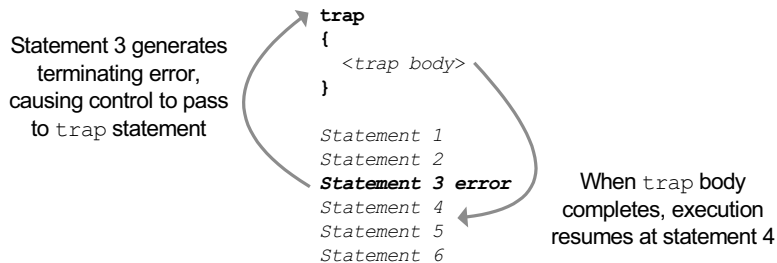 trap
{
<trap body>
}
Statement 3 generates
terminating error,
causing control to pass
to trap statement
Statement 1
Statement 2
Statement 3 error
Statement 4
Statement 5
Statement 6
When trap body
completes, execution
resumes at statement 4